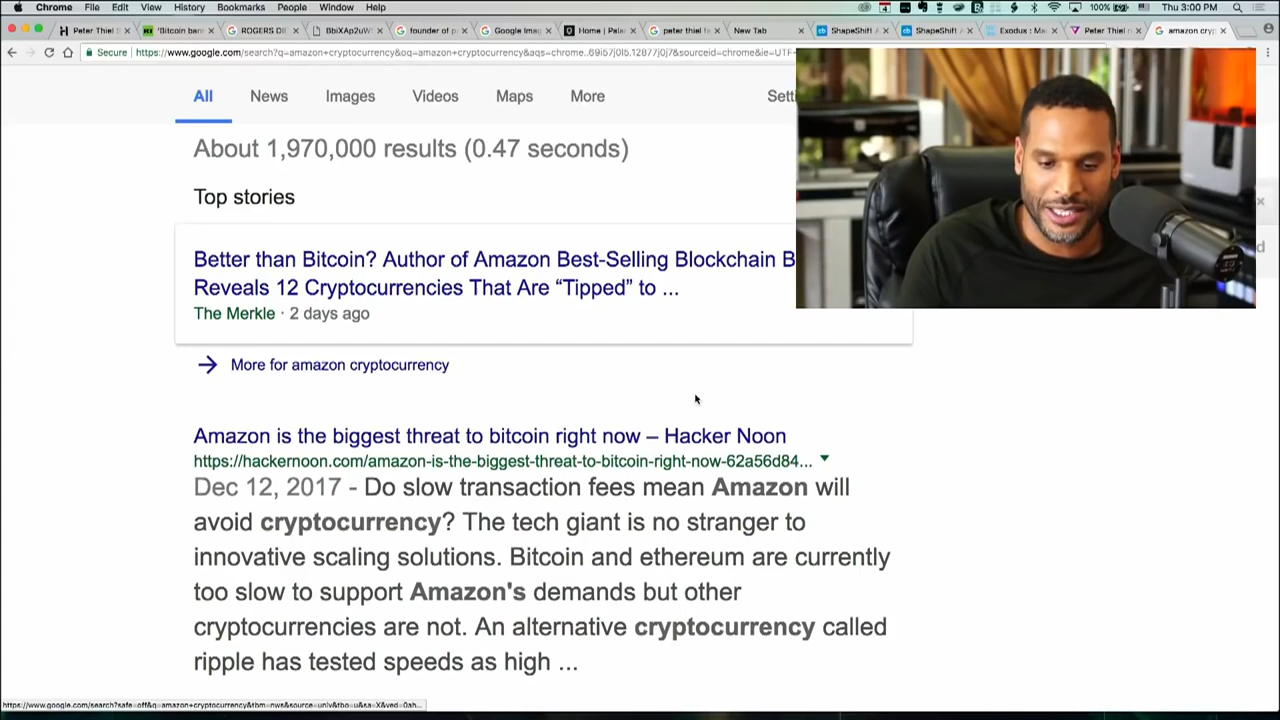 Chrome File Edit View History Bookmarks People Window Help 100% Thu 3:00 PM
Peter Thiel S "Bitcoin barr ROGERS DI BbiXAp2uW founder of p Google Imag Home | Palan peter thiel fa New Tab ShapeShift ShapeShift Exodus : Ma Peter Thiel r amazon cryp
Secure https://www.google.com/search?q=amazon+cryptocurrency&oq=amazon+cryptocurrency&aqs=chrome..69i57j0l5.12877j0j7&sourceid=chrome&ie=UTF-
All News Images Videos Maps More Setti
About 1,970,000 results (0.47 seconds)
Top stories
Better than Bitcoin? Author of Amazon Best-Selling Blockchain B
Reveals 12 Cryptocurrencies That Are “Tipped” to ...
The Merkle · 2 days ago
More for amazon cryptocurrency
Amazon is the biggest threat to bitcoin right now – Hacker Noon
https://hackernoon.com/amazon-is-the-biggest-threat-to-bitcoin-right-now-62a56d84...
Dec 12, 2017 - Do slow transaction fees mean Amazon will
avoid cryptocurrency? The tech giant is no stranger to
innovative scaling solutions. Bitcoin and ethereum are currently
too slow to support Amazon's demands but other
cryptocurrencies are not. An alternative cryptocurrency called
ripple has tested speeds as high ...
https://www.google.com/search?safe=off&q=amazon+cryptocurrency&tbm=nws&source=univ&tbo=u&sa=X&ved=0ah...